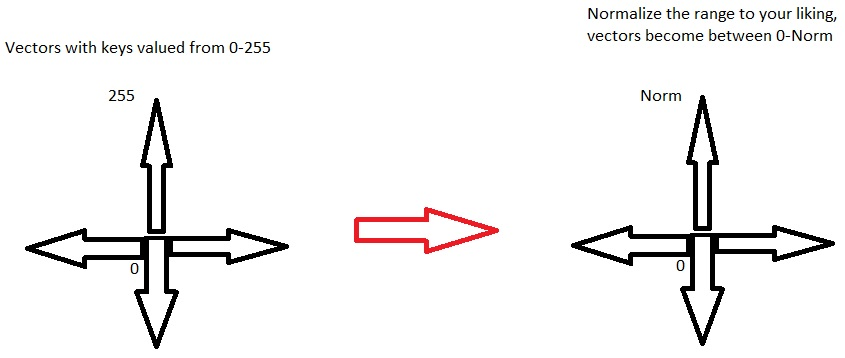 Vectors with keys valued from 0-255
255
0
Normalize the range to your liking,
vectors become between 0-Norm
Norm
0